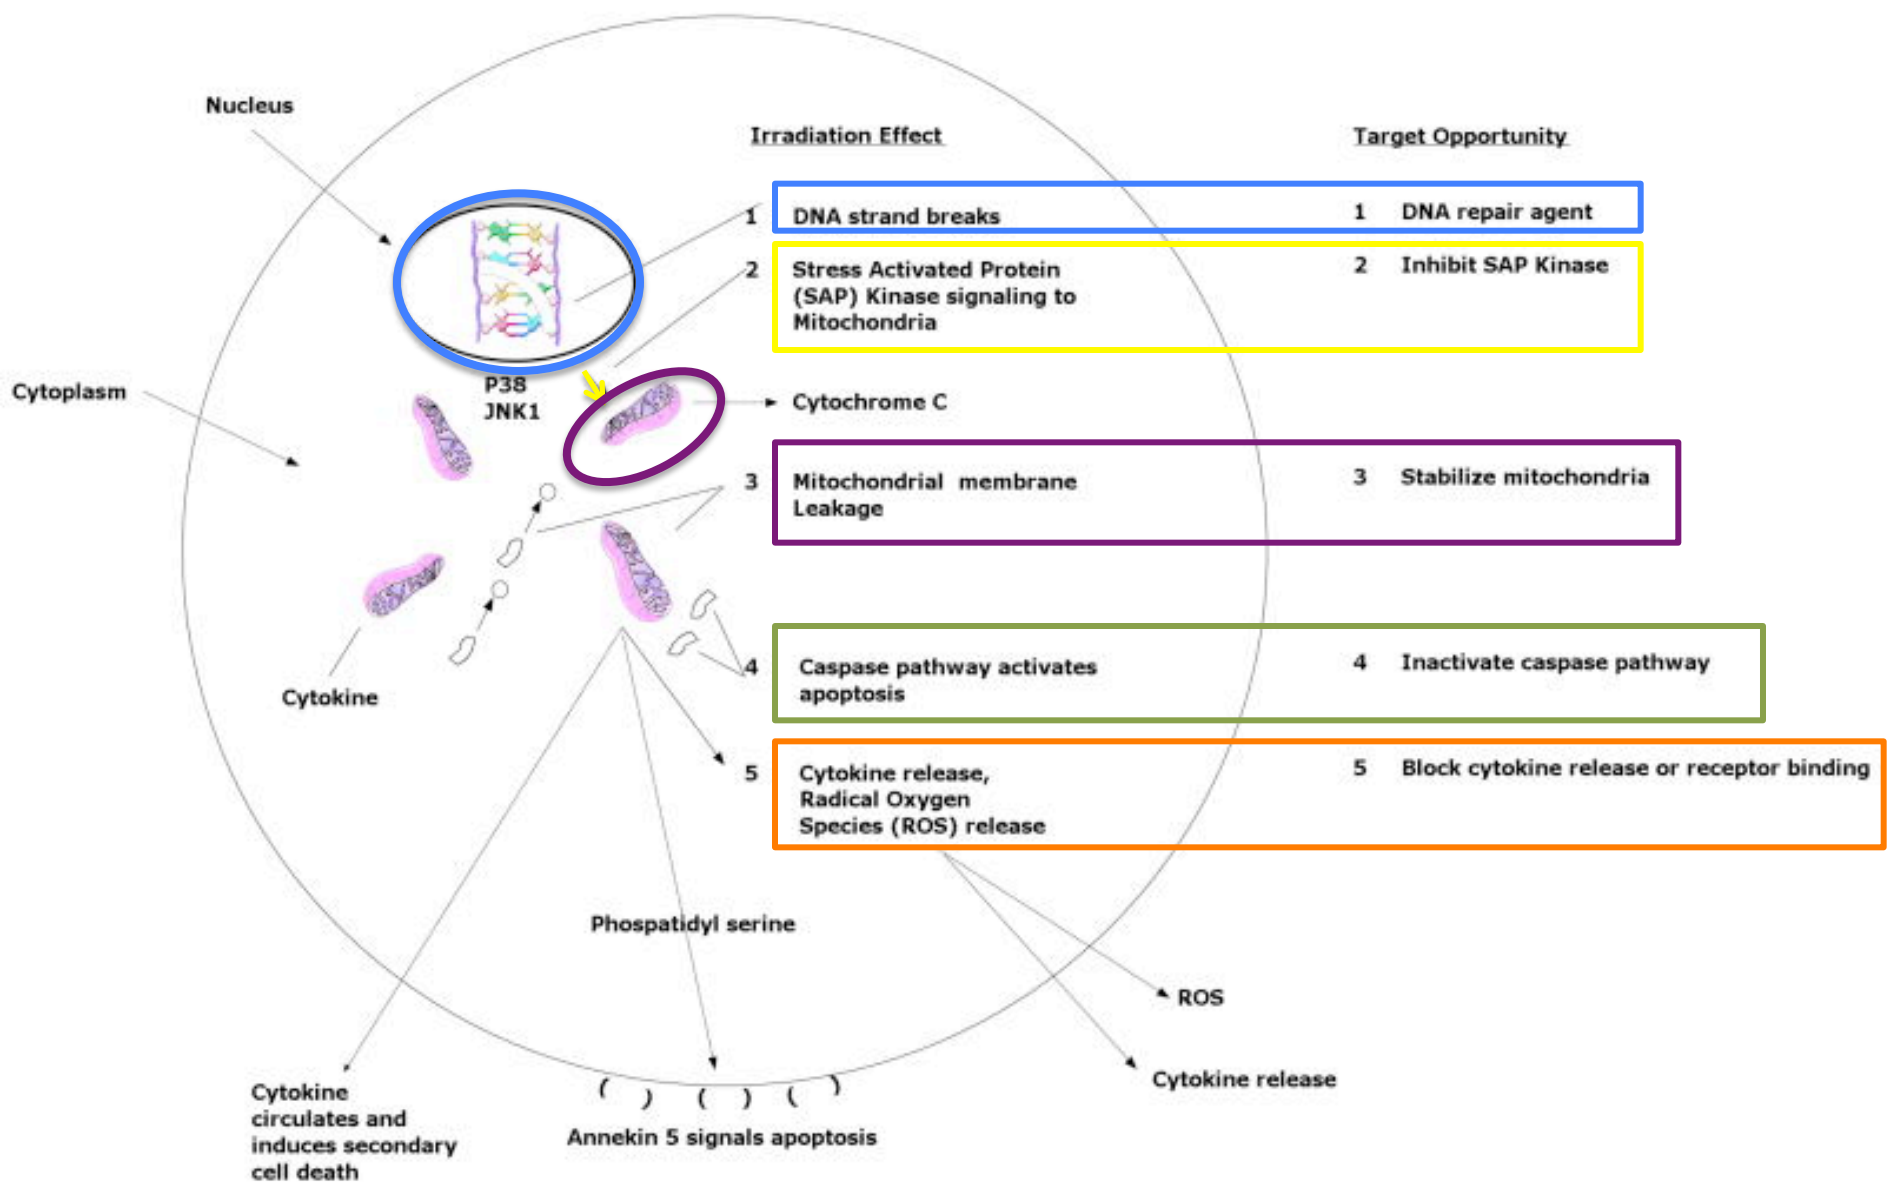 Nucleus
Irradiation Effect
Target Opportunity
1 DNA strand breaks
1 DNA repair agent
2 Stress Activated Protein
(SAP) Kinase signaling to
Mitochondria
2 Inhibit SAP Kinase
P38
JNK1
Cytoplasm
Cytochrome C
3 Mitochondrial membrane
Leakage
3 Stabilize mitochondria
4 Caspase pathway activates
apoptosis
4 Inactivate caspase pathway
Cytokine
5 Cytokine release,
Radical Oxygen
Species (ROS) release
5 Block cytokine release or receptor binding
Phospatidyl serine
ROS
Cytokine release
Cytokine
circulates and
induces secondary
cell death
Annekin 5 signals apoptosis